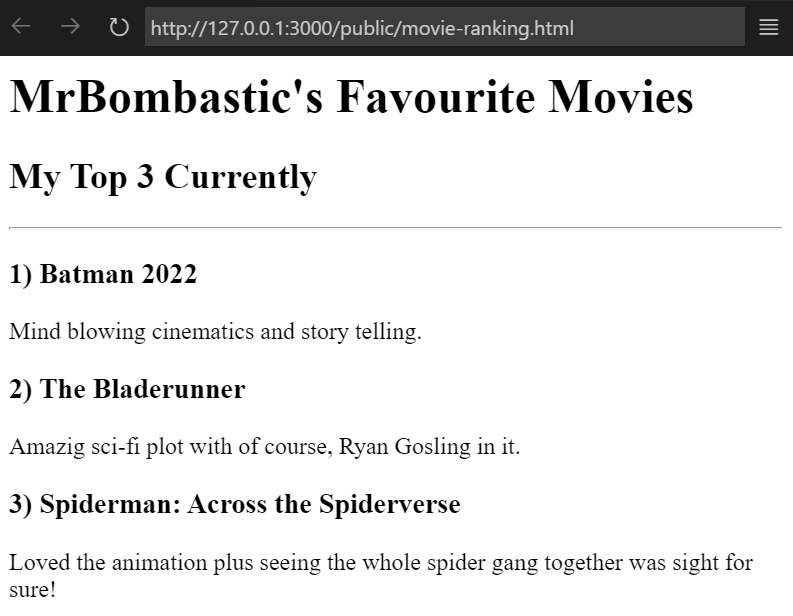 http://127.0.0.1:3000/public/movie-ranking.html
MrBombastic's Favourite Movies
My Top 3 Currently
1) Batman 2022
Mind blowing cinematics and story telling.
2) The Bladerunner
Amazig sci-fi plot with of course, Ryan Gosling in it.
3) Spiderman: Across the Spiderverse
Loved the animation plus seeing the whole spider gang together was sight for
sure!